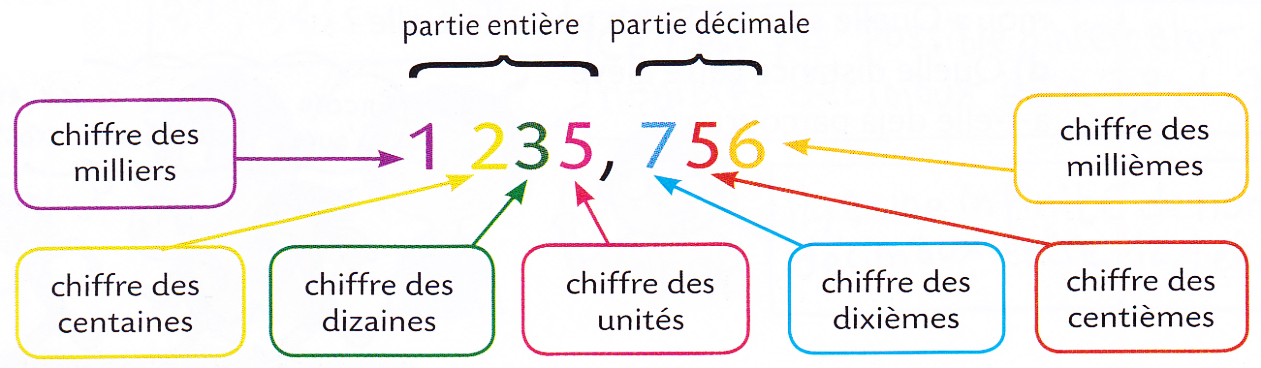 partie entière partie décimale
1 235,756
chiffre des
milliers
chiffre des
millièmes
chiffre des
centaines
chiffre des
dizaines
chiffre des
unités
chiffre des
dixièmes
chiffre des
centièmes